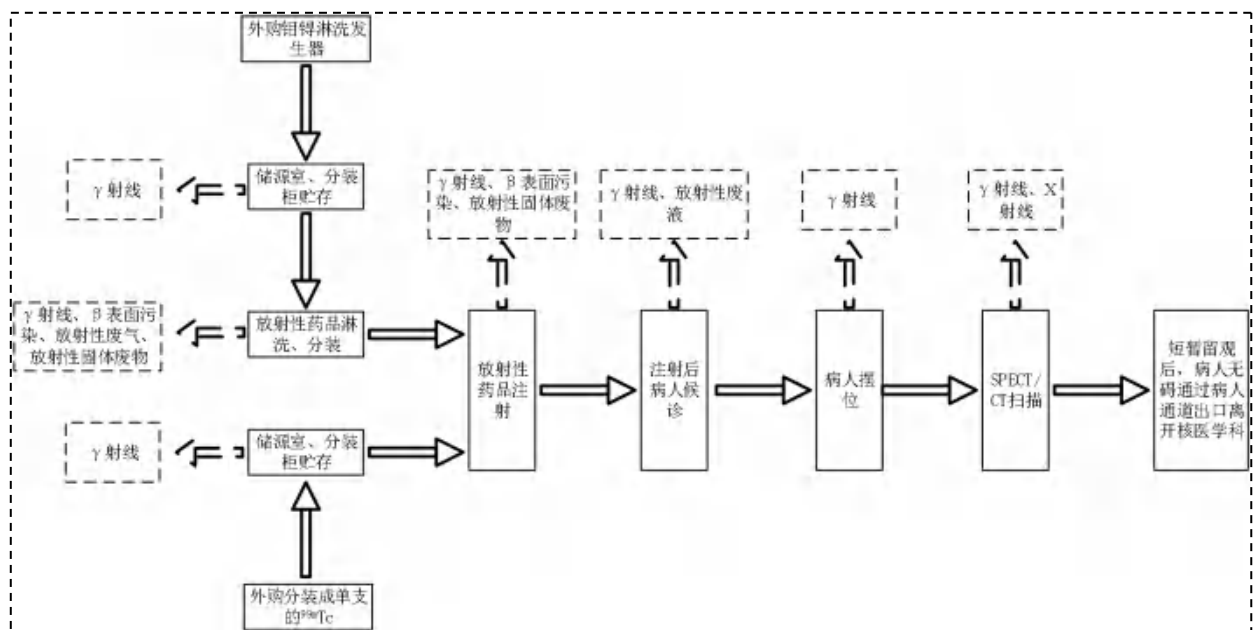 外购钼锝淋洗发
生器
γ射线
储源室、分装
柜贮存
γ射线、β表面污
染、放射性固体废
物
γ射线、放射性废
液
γ射线
γ射线、X
射线
γ射线、β表面污
染、放射性废气、
放射性固体废物
放射性药品淋
洗、分装
放射性
药品注
射
注射后
病人候
诊
病人摆
位
SPECT/
CT扫描
短暂留观
后，病人无
碍通过病人
通道出口离
开核医学科
γ射线
储源室、分装
柜贮存
外购分装成单支
的⁹⁹ᵐTc